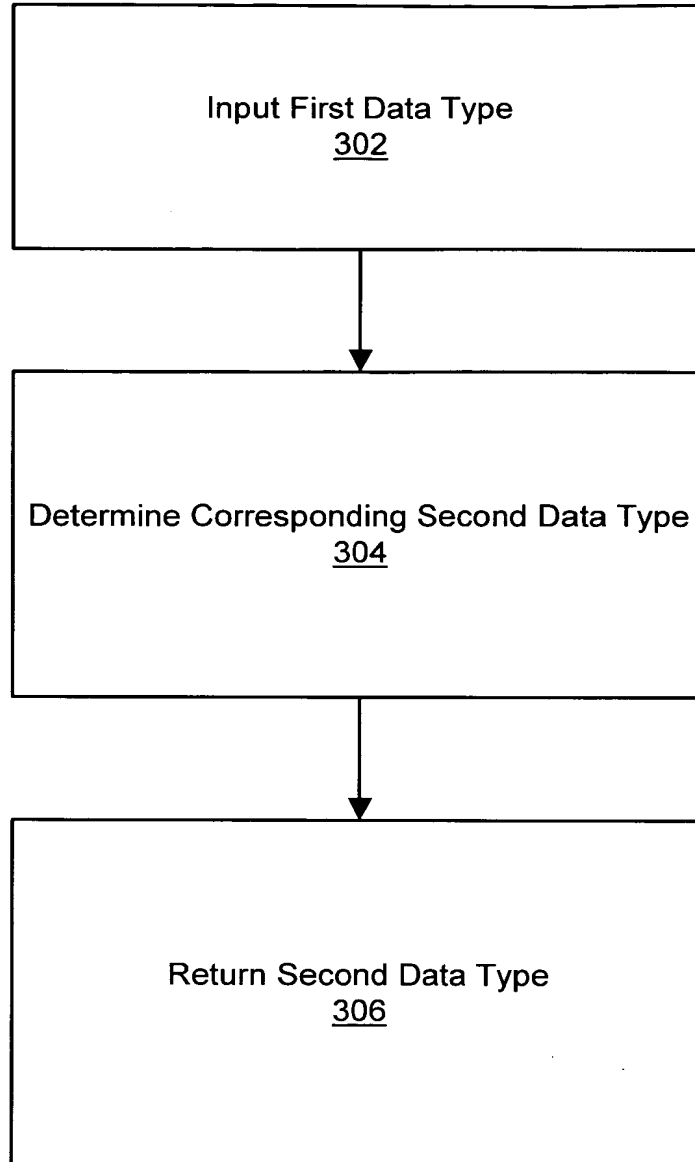 Input First Data Type
302
Determine Corresponding Second Data Type
304
Return Second Data Type
306